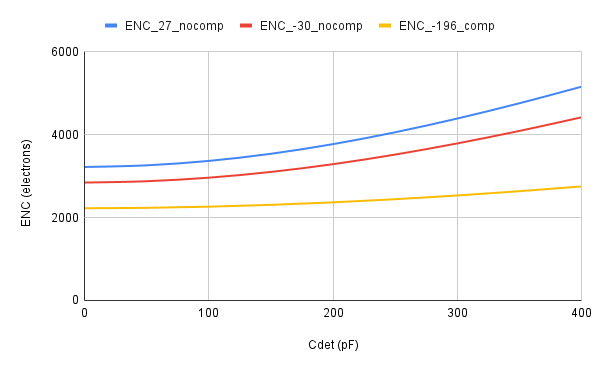 ENC_27_nocomp ENC_-30_nocomp ENC_-196_comp
6000
4000
2000
0
ENC (electrons)
0 100 200 300 400
Cdet (pF)